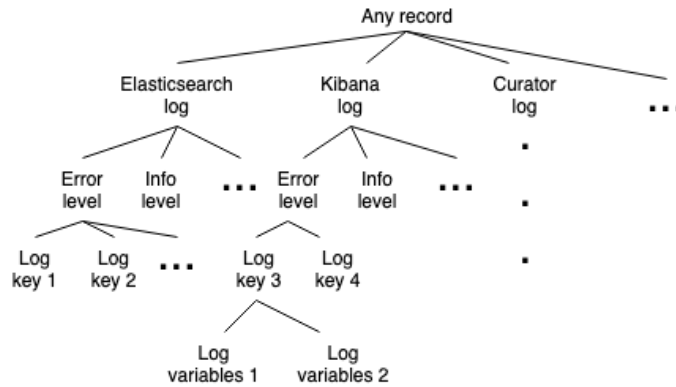 Any record
Elasticsearch
log
Kibana
log
Curator
log
...
Error
level
Info
level
...
Error
level
Info
level
...
Log
key 1
Log
key 2
...
Log
key 3
Log
key 4
Log
variables 1
Log
variables 2